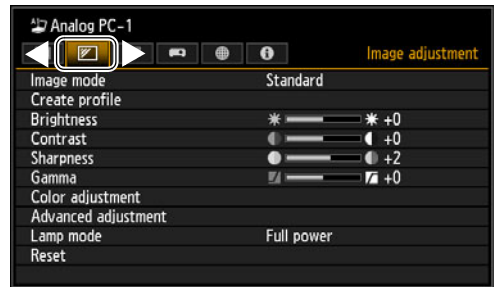 Analog PC-1
Image adjustment
Image mode Standard
Create profile
Brightness +0
Contrast +0
Sharpness +2
Gamma +0
Color adjustment
Advanced adjustment
Lamp mode Full power
Reset